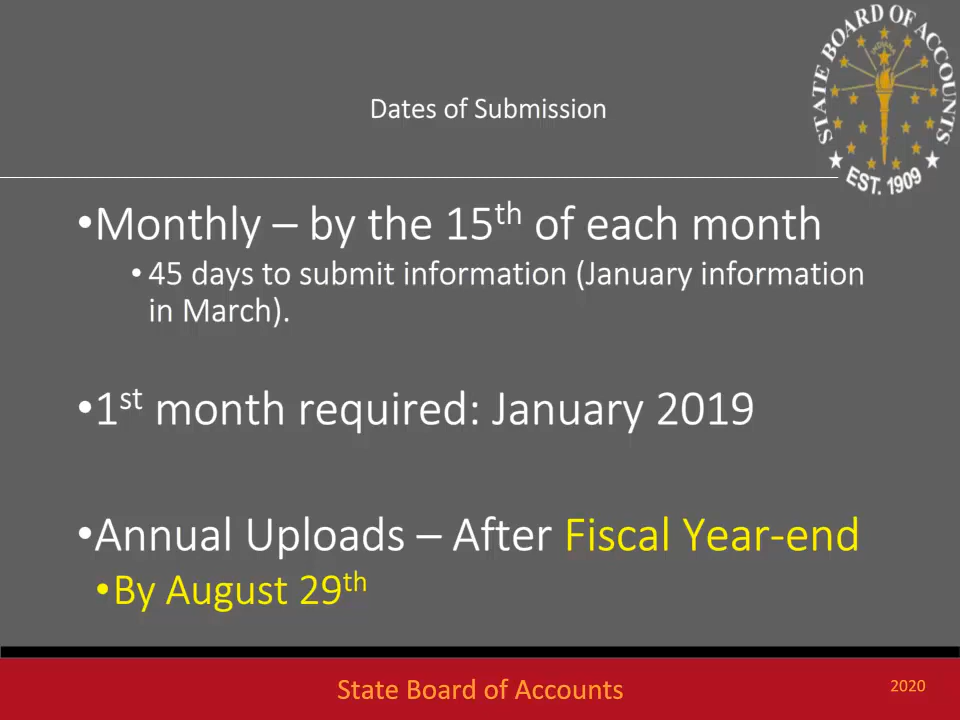 STATE BOARD OF ACCOUNTS
INDIANA
EST. 1909
Dates of Submission
•Monthly – by the 15th of each month
• 45 days to submit information (January information
in March).
•1st month required: January 2019
•Annual Uploads – After Fiscal Year-end
•By August 29th
State Board of Accounts
2020